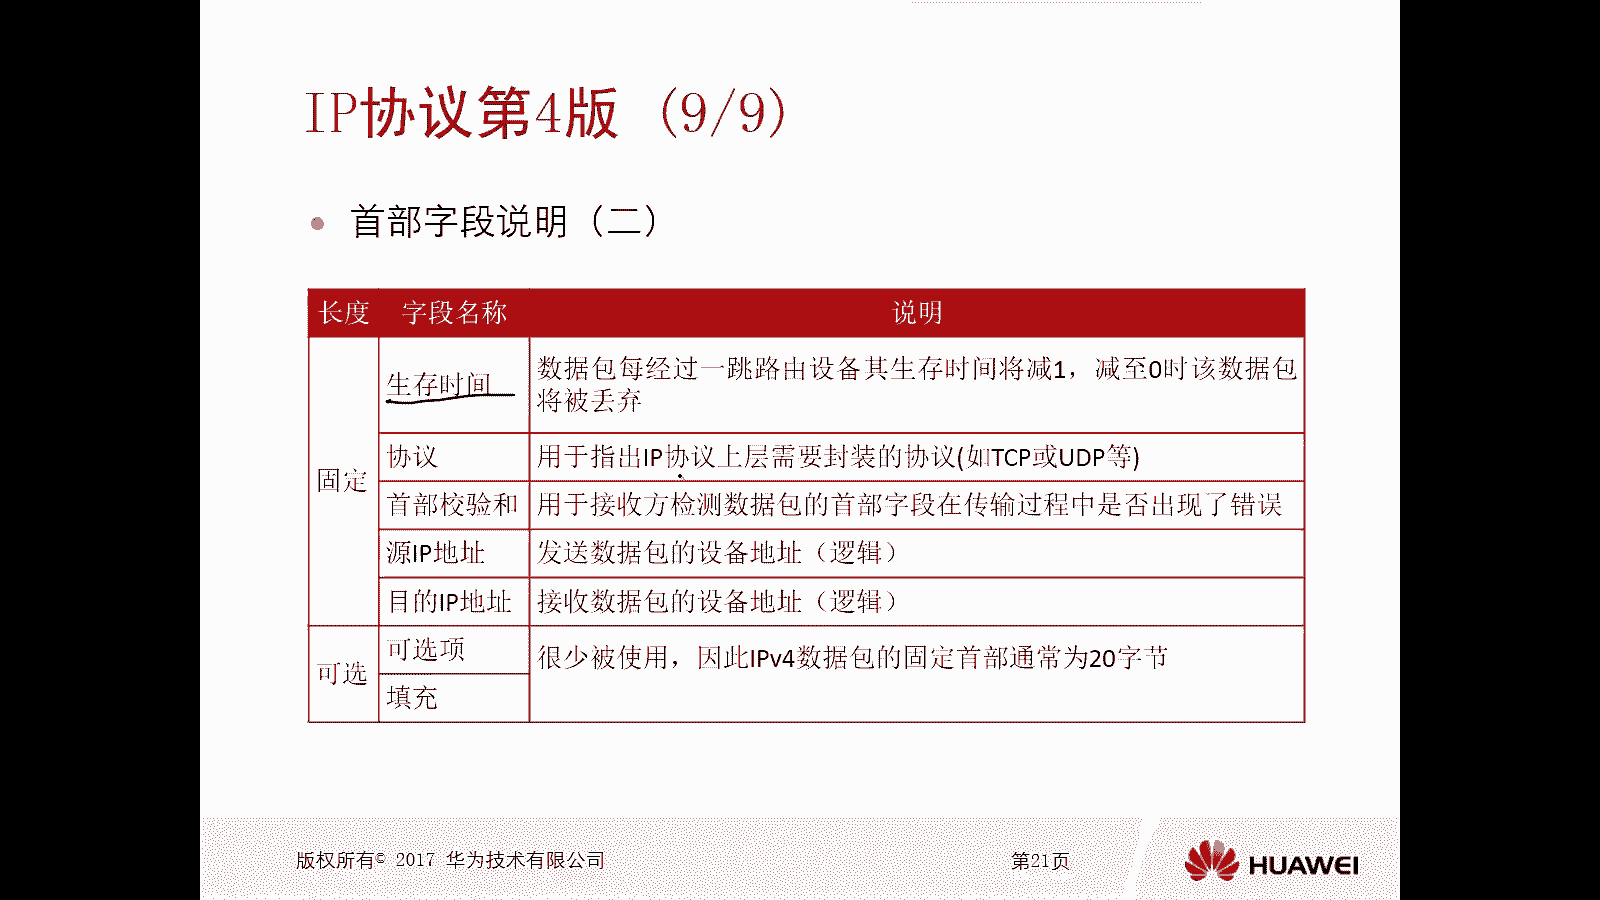 IP协议第4版 (9/9)
首部字段说明（二）
长度 字段名称 说明
固定
生存时间
数据包每经过一跳路由设备其生存时间将减1，减至0时该数据包
将被丢弃
协议
用于指出IP协议上层需要封装的协议(如TCP或UDP等)
首部校验和
用于接收方检测数据包的首部字段在传输过程中是否出现了错误
源IP地址
发送数据包的设备地址（逻辑）
目的IP地址
接收数据包的设备地址（逻辑）
可选
可选项
很少被使用，因此IPv4数据包的固定首部通常为20字节
填充
版权所有© 2017 华为技术有限公司
第21页
HUAWEI